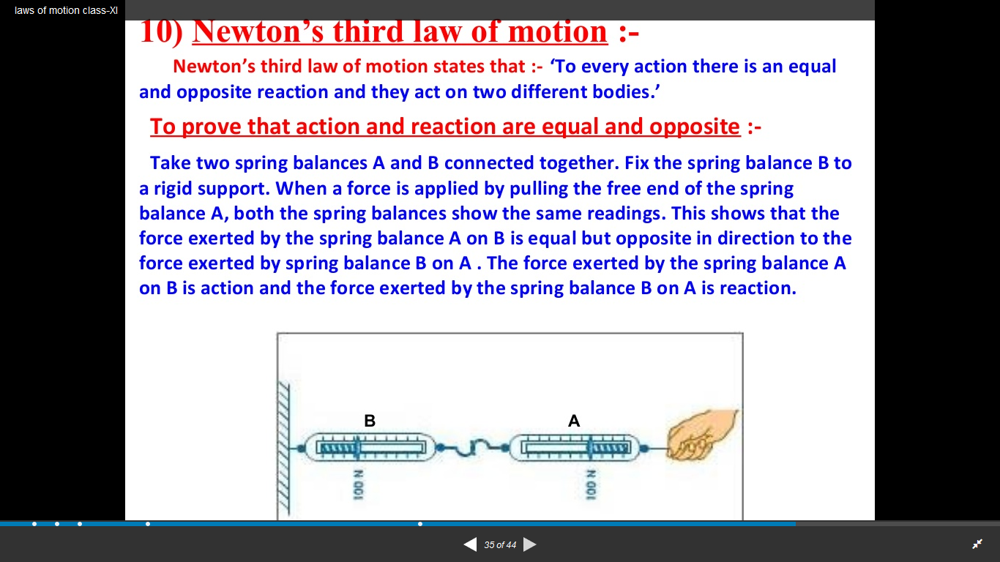 laws of motion class-XI
10) Newton’s third law of motion :-
Newton’s third law of motion states that :- ‘To every action there is an equal
and opposite reaction and they act on two different bodies.’
To prove that action and reaction are equal and opposite :-
Take two spring balances A and B connected together. Fix the spring balance B to
a rigid support. When a force is applied by pulling the free end of the spring
balance A, both the spring balances show the same readings. This shows that the
force exerted by the spring balance A on B is equal but opposite in direction to the
force exerted by spring balance B on A . The force exerted by the spring balance A
on B is action and the force exerted by the spring balance B on A is reaction.
B
A
100 N
100 N
35 of 44